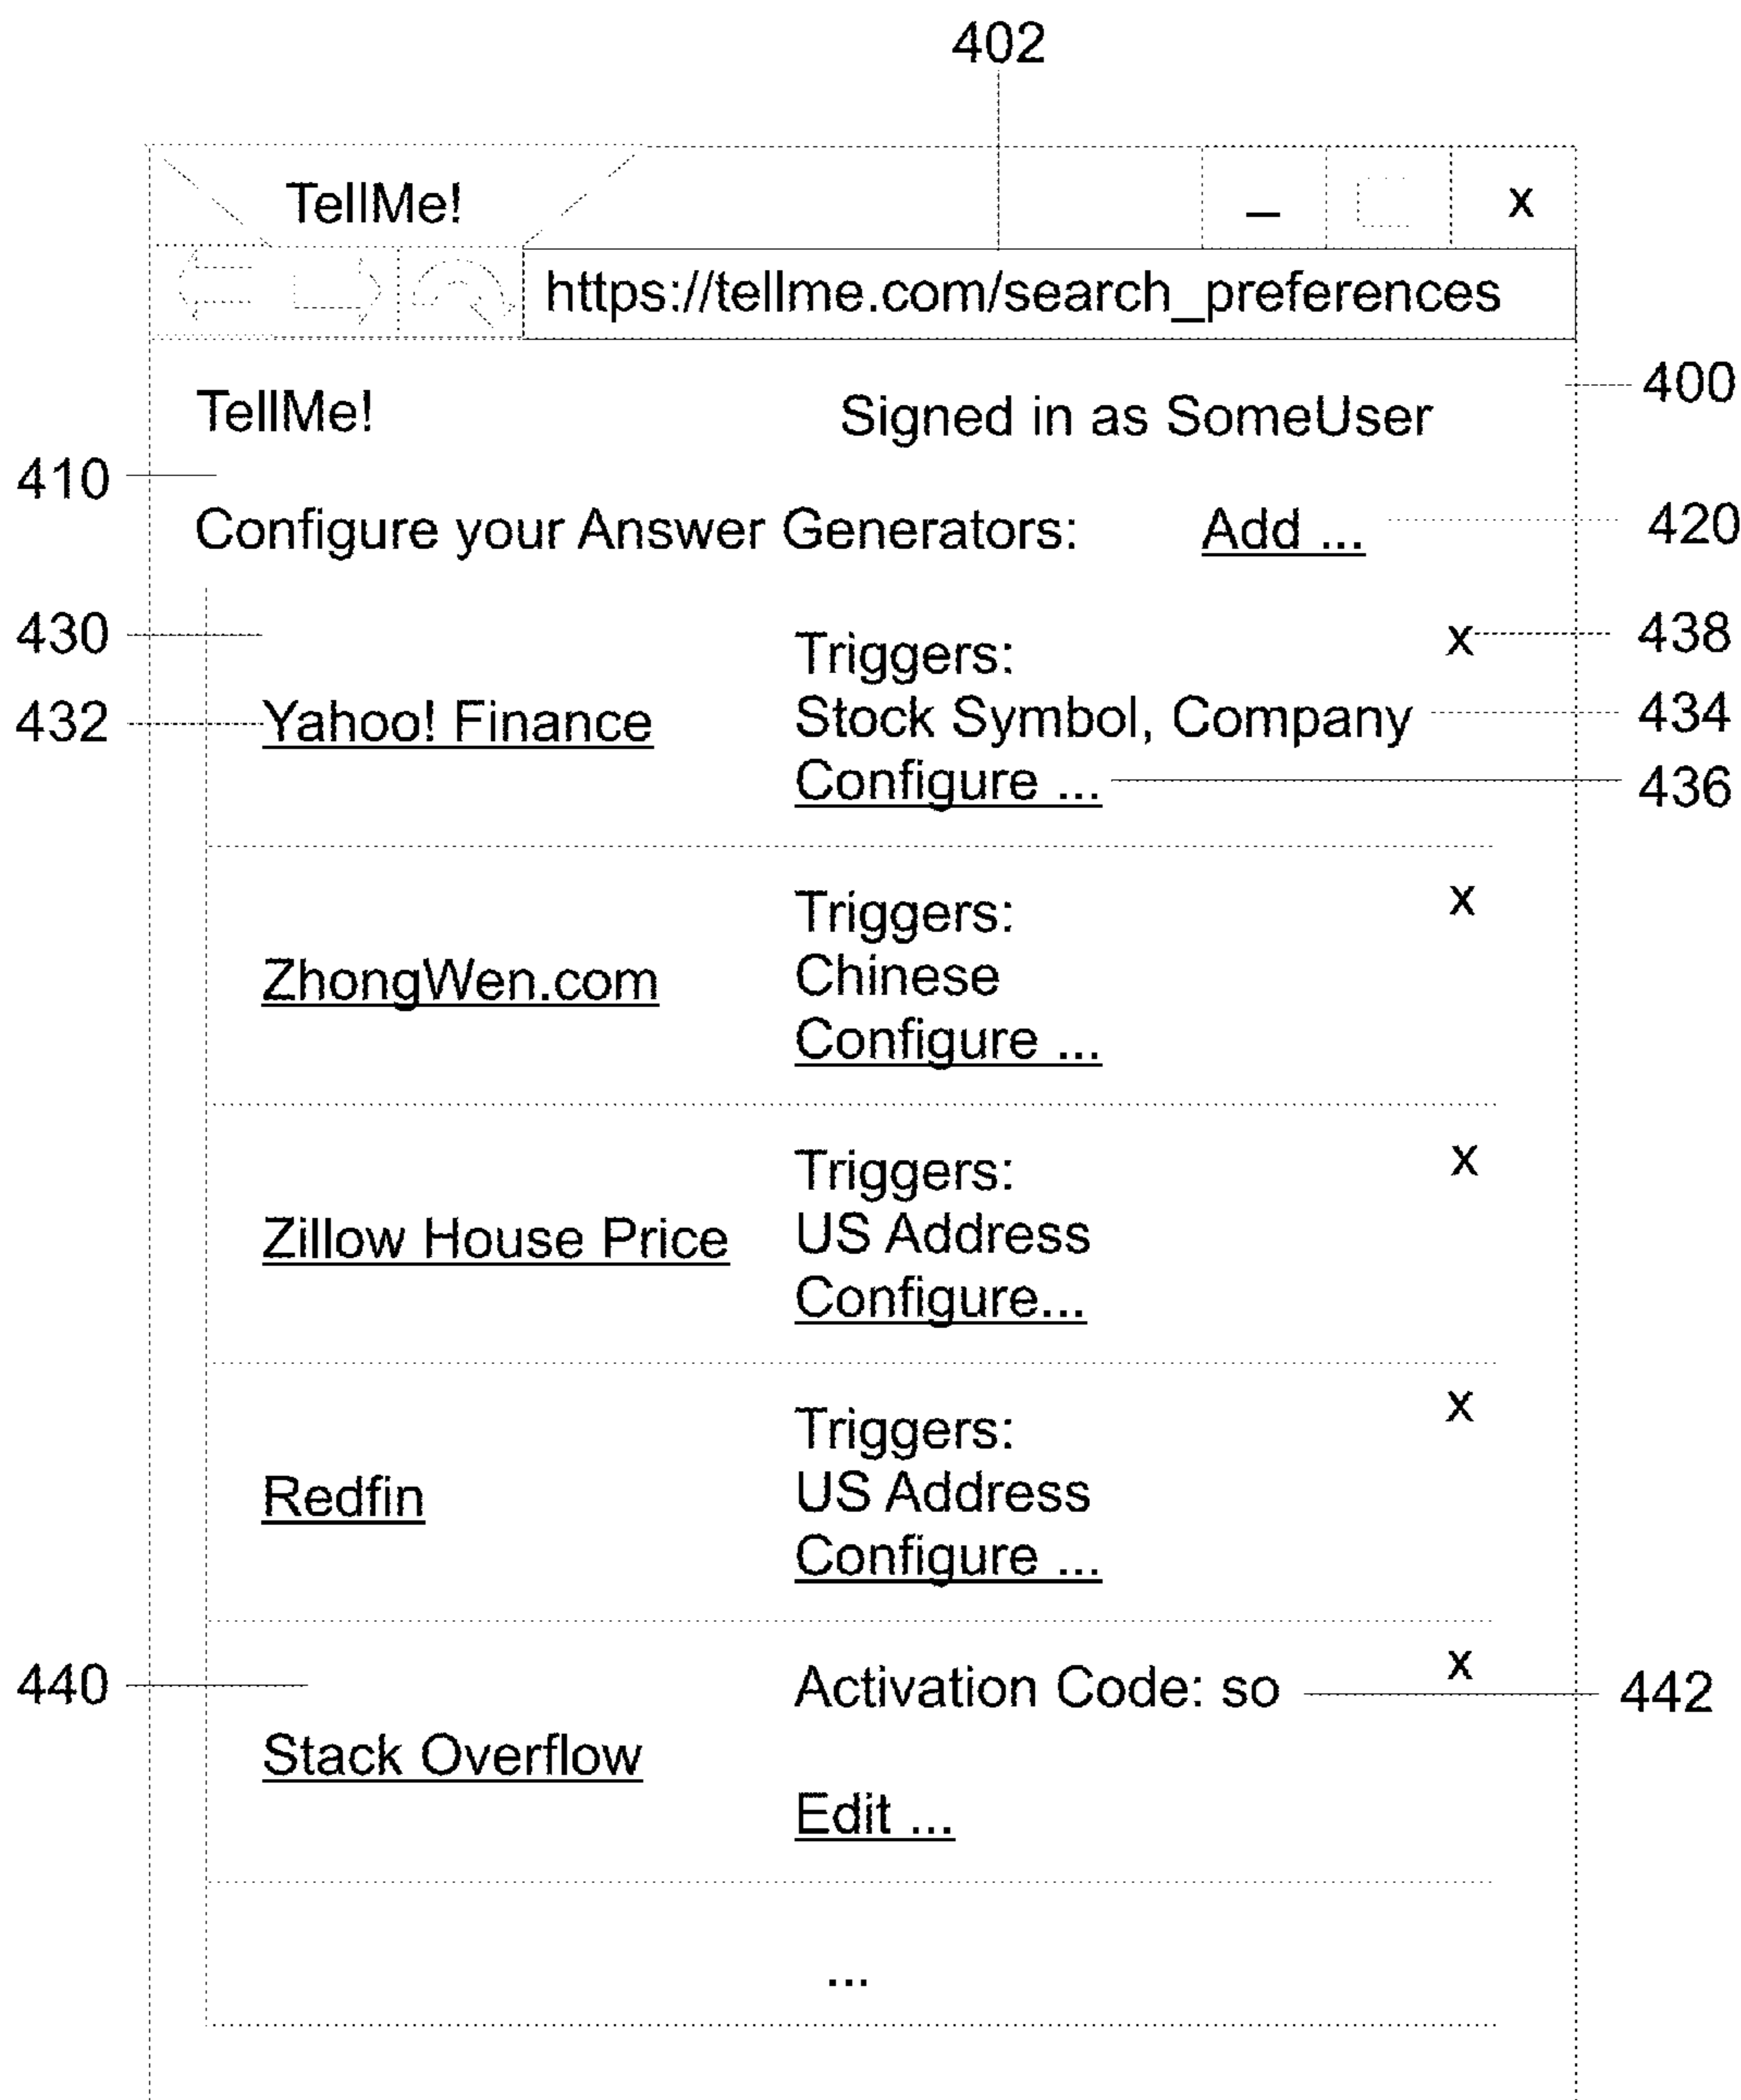 402
TellMe!
_ x
https://tellme.com/search_preferences
400
TellMe! Signed in as SomeUser
410
Configure your Answer Generators: Add ... 420
430 Triggers: x 438
432 Yahoo! Finance Stock Symbol, Company 434
Configure ... 436
Triggers: x
ZhongWen.com Chinese
Configure ...
Triggers: x
Zillow House Price US Address
Configure...
Triggers: x
Redfin US Address
Configure ...
440 Activation Code: so x 442
Stack Overflow
Edit ...
...